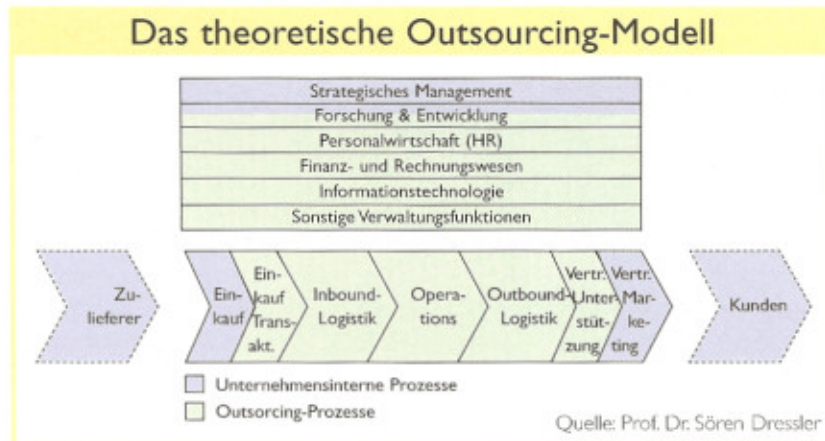 Das theoretische Outsourcing-Modell
Strategisches Management
Forschung & Entwicklung
Personalwirtschaft (HR)
Finanz- und Rechnungswesen
Informationstechnologie
Sonstige Verwaltungsfunktionen
Zu-
lieferer
Ein-
kauf
Ein-
kauf
Trans-
akt.
Inbound-
Logistik
Opera-
tions
Outbound-
Logistik
Vertr.
Unter-
stüt-
zung
Vertr.
Mar-
ke-
ting
Kunden
Unternehmensinterne Prozesse
Outsorcing-Prozesse
Quelle: Prof. Dr. Sören Dressler